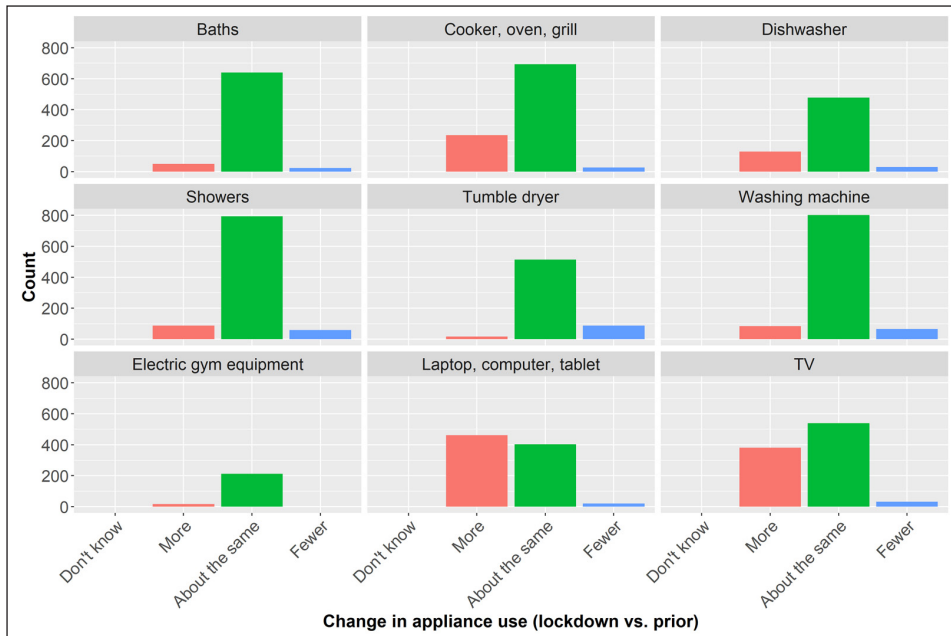 Baths
Cooker, oven, grill
Dishwasher
800
600
400
200
0
Showers
Tumble dryer
Washing machine
800
600
400
200
0
Electric gym equipment
Laptop, computer, tablet
TV
800
600
400
200
0
Count
Don't know
More
About the same
Fewer
Don't know
More
About the same
Fewer
Don't know
More
About the same
Fewer
Change in appliance use (lockdown vs. prior)